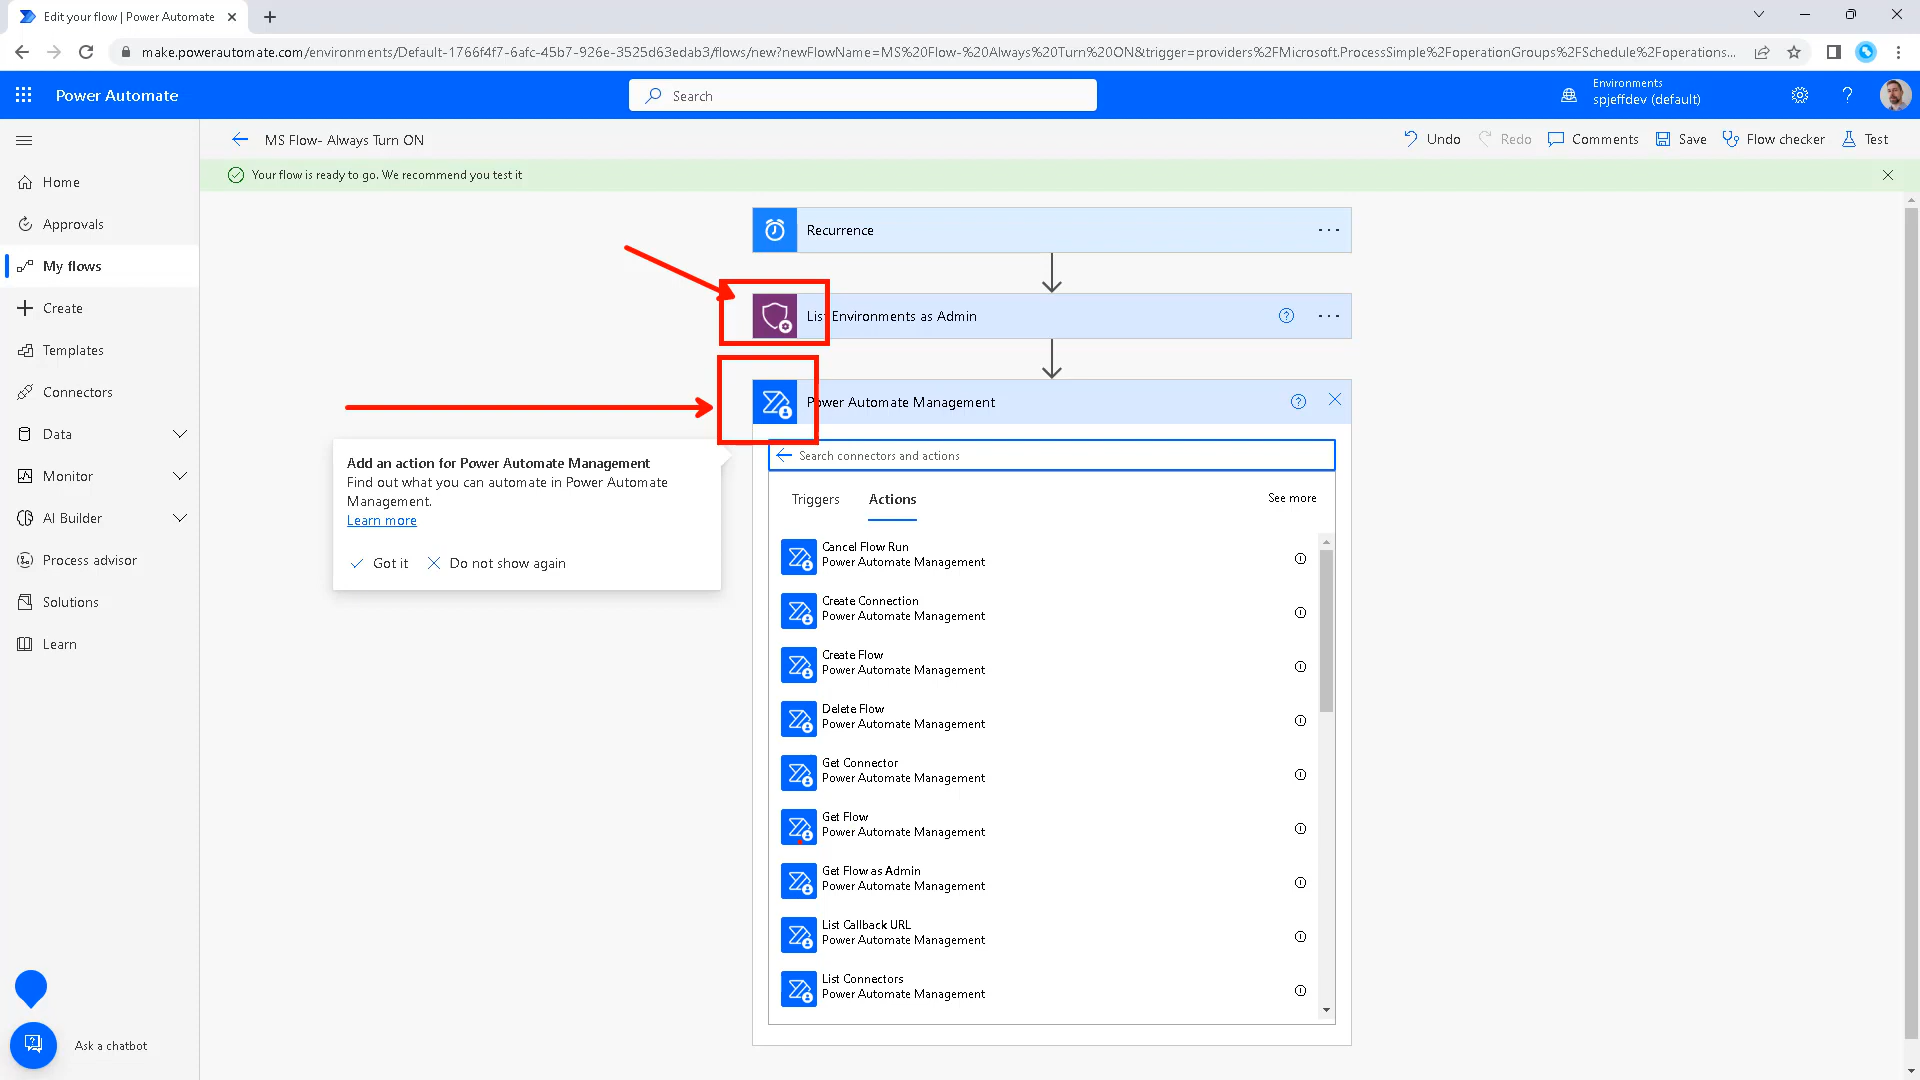 Edit your flow | Power Automate
make.powerautomate.com/environments/Default-1766f4f7-6afc-45b7-926e-3525d63edab3/flows/new?newFlowName=MS%20Flow-%20Always%20Turn%20ON&trigger=providers%2FMicrosoft.ProcessSimple%2FoperationGroups%2FSchedule%2Foperations...
Power Automate
Search
Environments
spjeffdev (default)
MS Flow- Always Turn ON
Undo
Redo
Comments
Save
Flow checker
Test
Your flow is ready to go. We recommend you test it
Home
Approvals
My flows
Create
Templates
Connectors
Data
Monitor
AI Builder
Process advisor
Solutions
Learn
Ask a chatbot
Recurrence
List Environments as Admin
Power Automate Management
Add an action for Power Automate Management
Find out what you can automate in Power Automate
Management.
Learn more
Got it
Do not show again
Search connectors and actions
Triggers
Actions
See more
Cancel Flow Run
Power Automate Management
Create Connection
Power Automate Management
Create Flow
Power Automate Management
Delete Flow
Power Automate Management
Get Connector
Power Automate Management
Get Flow
Power Automate Management
Get Flow as Admin
Power Automate Management
List Callback URL
Power Automate Management
List Connectors
Power Automate Management